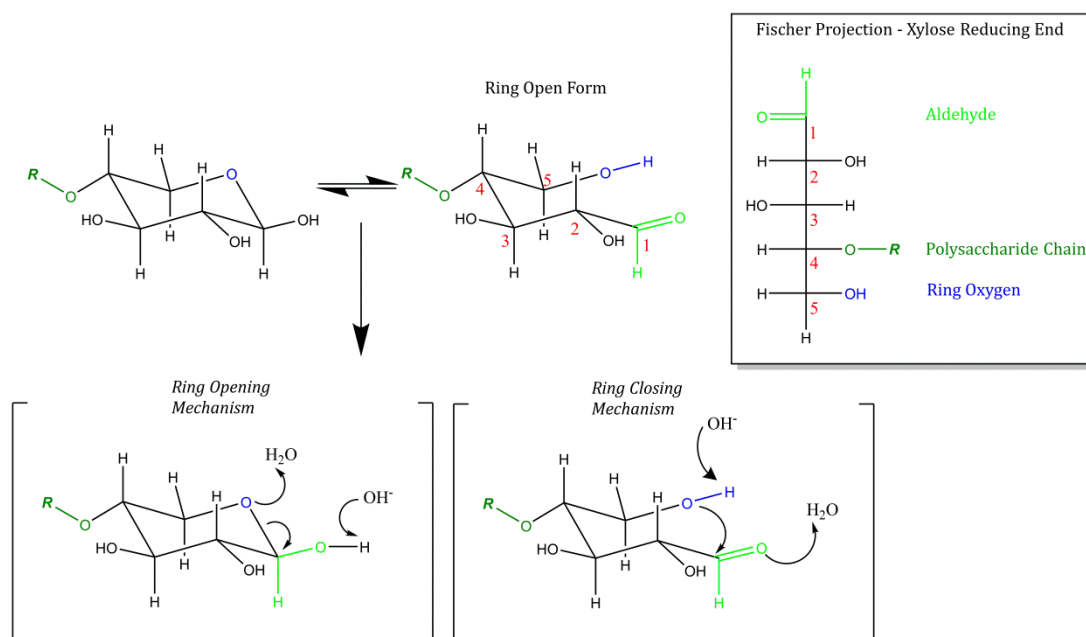 Fischer Projection - Xylose Reducing End
H
O
1
Aldehyde
H
OH
2
HO
H
3
H
O
R
4
Polysaccharide Chain
H
OH
5
Ring Oxygen
H
Ring Open Form
H
R
O
H
H
O
HO
H
OH
OH
H
H
H
R
O
4
H
5
H
O
H
HO
3
H
H
2
OH
O
1
H
Ring Opening
Mechanism
H2O
OH-
H
R
O
H
H
O
O
H
HO
H
OH
H
H
Ring Closing
Mechanism
OH-
H2O
H
R
O
H
H
O
H
O
HO
H
OH
H
H